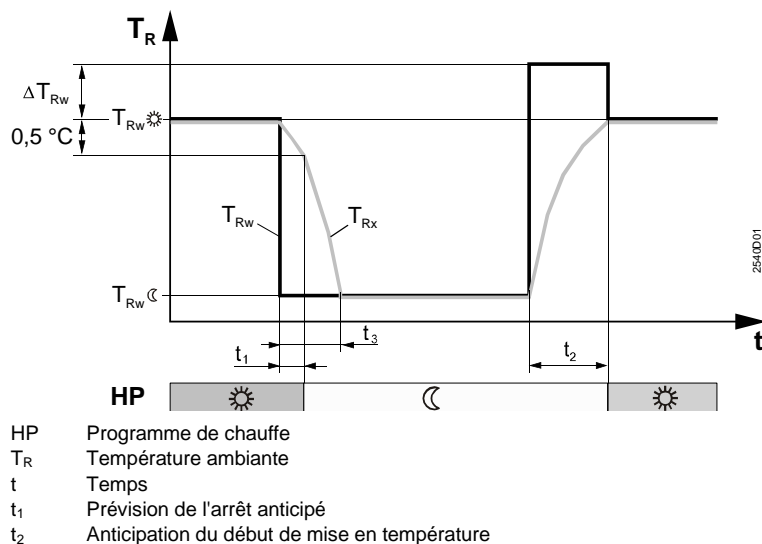 T_R
ΔT_Rw
T_Rw ☼
0,5 °C
T_Rw
T_Rx
2540D01
T_Rw ☾
t
t_1
t_3
t_2
HP ☼ ☾ ☼
HP Programme de chauffe
T_R Température ambiante
t Temps
t_1 Prévision de l'arrêt anticipé
t_2 Anticipation du début de mise en température